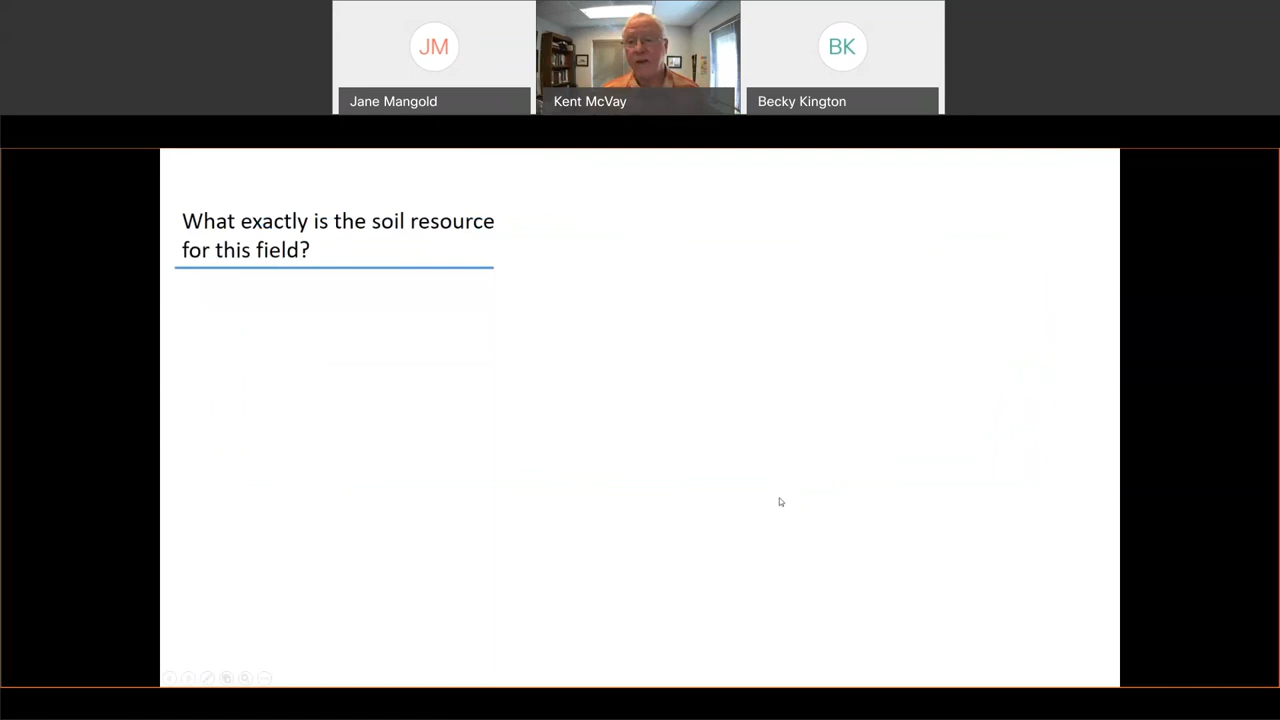 JM
BK
Jane Mangold
Kent McVay
Becky Kington
What exactly is the soil resource
for this field?